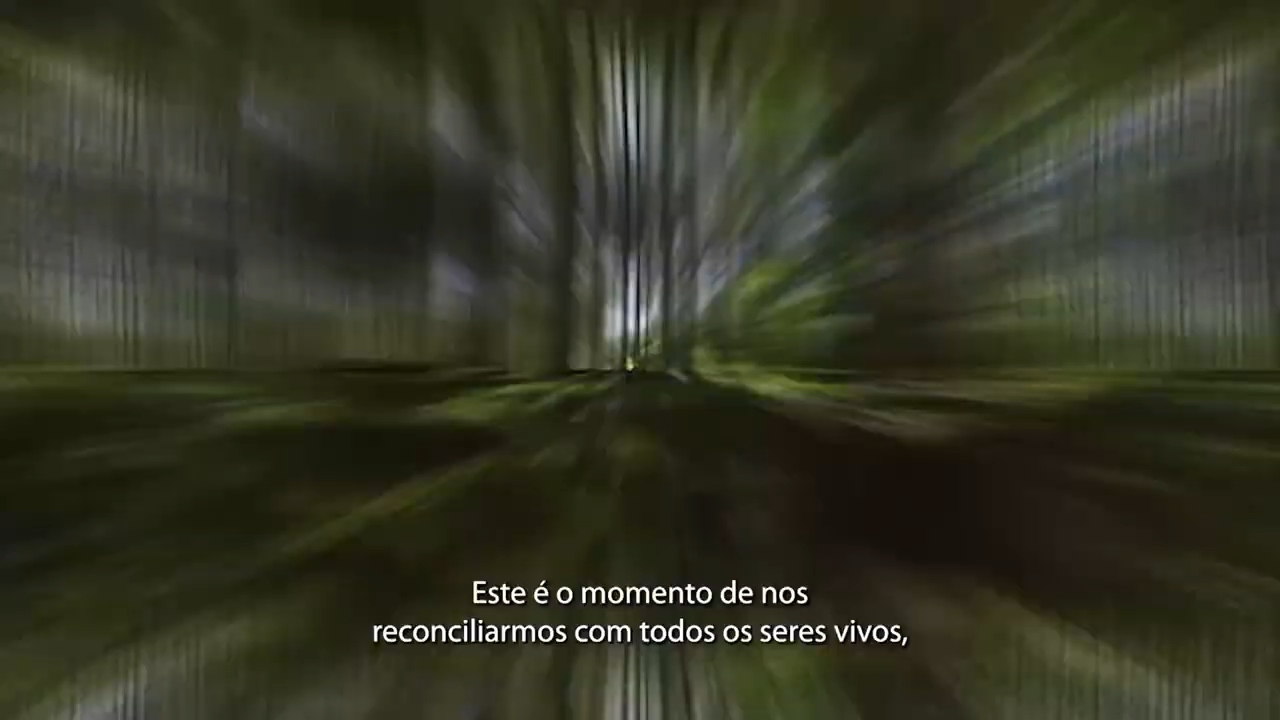 Este é o momento de nos
reconciliarmos com todos os seres vivos,